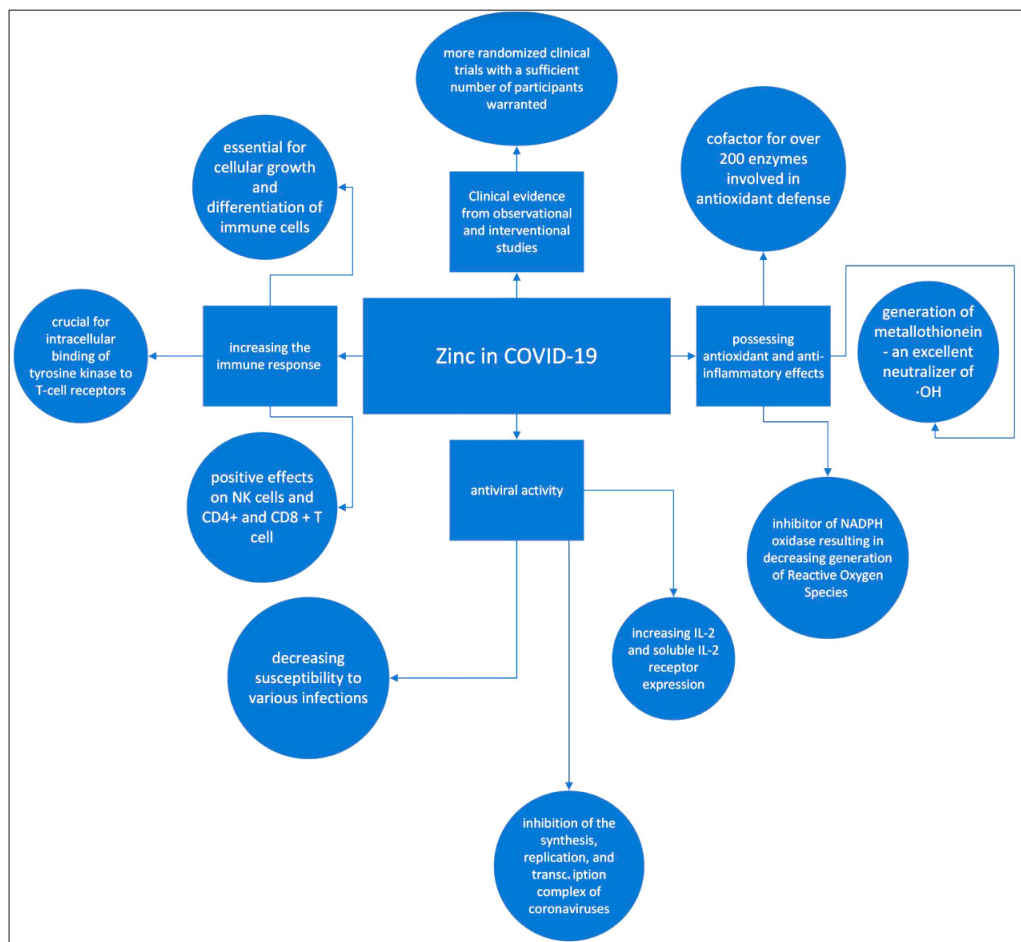 more randomized clinical
trials with a sufficient
number of participants
warranted
essential for
cellular growth
and
differentiation of
immune cells
cofactor for over
200 enzymes
involved in
antioxidant defense
Clinical evidence
from observational
and interventional
studies
crucial for
intracellular
binding of
tyrosine kinase to
T-cell receptors
increasing the
immune response
Zinc in COVID-19
possessing
antioxidant and anti-
inflammatory effects
generation of
metallothionein
- an excellent
neutralizer of
·OH
positive effects
on NK cells and
CD4+ and CD8 + T
cell
antiviral activity
inhibitor of NADPH
oxidase resulting in
decreasing generation
of Reactive Oxygen
Species
decreasing
susceptibility to
various infections
increasing IL-2
and soluble IL-2
receptor
expression
inhibition of the
synthesis,
replication, and
transcription
complex of
coronaviruses